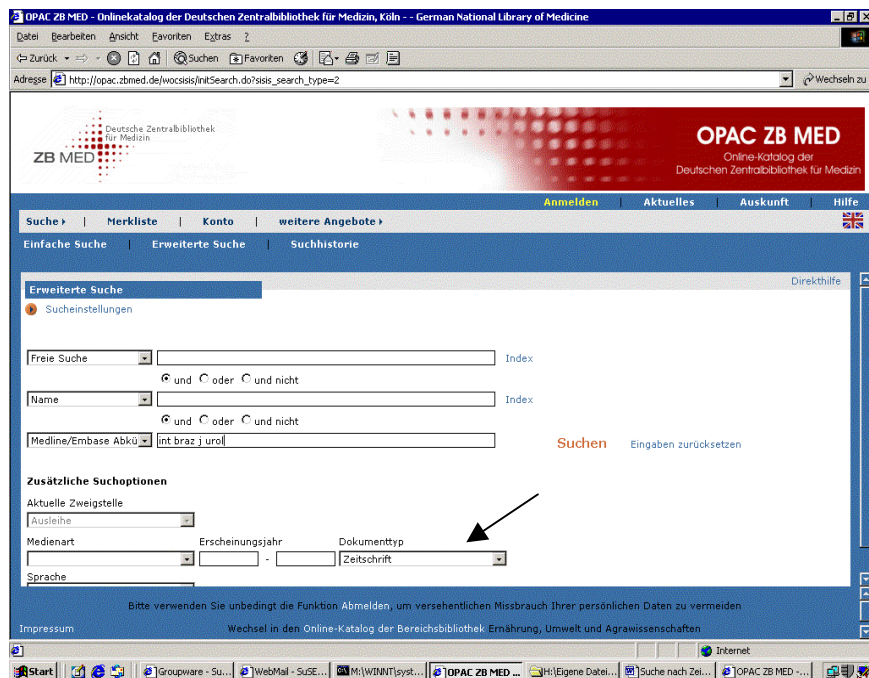 OPAC ZB MED - Onlinekatalog der Deutschen Zentralbibliothek für Medizin, Köln - - German National Library of Medicine
Datei Bearbeiten Ansicht Favoriten Extras ?
Zurück Suchen Favoriten
Adresse http://opac.zbmed.de/wocsisis/initSearch.do?sisis_search_type=2 Wechseln zu
Deutsche Zentralbibliothek
für Medizin
ZB MED
OPAC ZB MED
Online-Katalog der
Deutschen Zentralbibliothek für Medizin
Anmelden | Aktuelles | Auskunft | Hilfe
Suche | Merkliste | Konto | weitere Angebote
Einfache Suche | Erweiterte Suche | Suchhistorie
Direkthilfe
Erweiterte Suche
Sucheinstellungen
Freie Suche Index
und oder und nicht
Name Index
und oder und nicht
Medline/Embase Abkü int braz j urol Suchen Eingaben zurücksetzen
Zusätzliche Suchoptionen
Aktuelle Zweigstelle
Ausleihe
Medienart Erscheinungsjahr Dokumenttyp
- Zeitschrift
Sprache
Bitte verwenden Sie unbedingt die Funktion Abmelden, um versehentlichen Missbrauch Ihrer persönlichen Daten zu vermeiden
Impressum Wechsel in den Online-Katalog der Bereichsbibliothek Ernährung, Umwelt und Agrawissenschaften
Internet
Start Groupware - Su... WebMail - SuSE... M:\WINNT\syst... OPAC ZB MED ... H:\Eigene Datei... Suche nach Zei... OPAC ZB MED -...